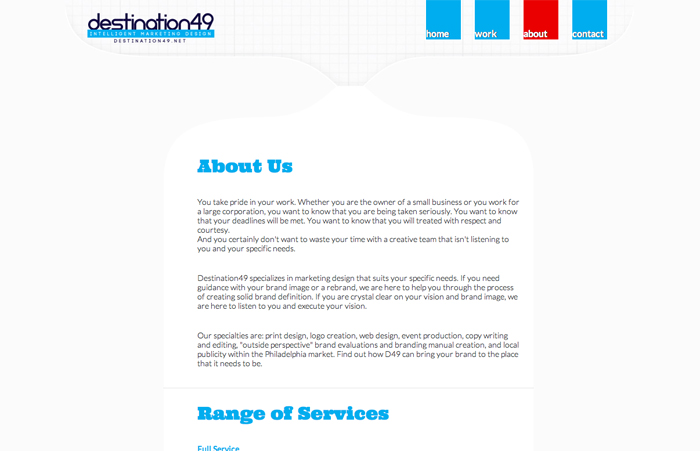 destination49
INTELLIGENT MARKETING DESIGN
DESTINATION49.NET
home work about contact
About Us
You take pride in your work. Whether you are the owner of a small business or you work for
a large corporation, you want to know that you are being taken seriously. You want to know
that your deadlines will be met. You want to know that you will treated with respect and
courtesy.
And you certainly don't want to waste your time with a creative team that isn't listening to
you and your specific needs.
Destination49 specializes in marketing design that suits your specific needs. If you need
guidance with your brand image or a rebrand, we are here to help you through the process
of creating solid brand definition. If you are crystal clear on your vision and brand image, we
are here to listen to you and execute your vision.
Our specialties are: print design, logo creation, web design, event production, copy writing
and editing, "outside perspective" brand evaluations and branding manual creation, and local
publicity within the Philadelphia market. Find out how D49 can bring your brand to the place
that it needs to be.
Range of Services
Full Service